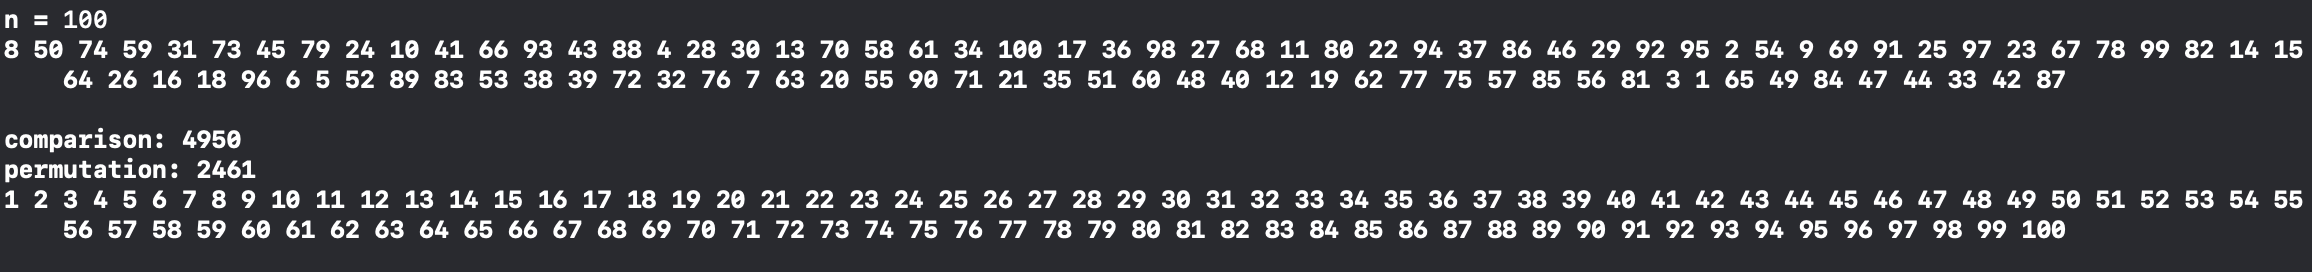 n = 100
8 50 74 59 31 73 45 79 24 10 41 66 93 43 88 4 28 30 13 70 58 61 34 100 17 36 98 27 68 11 80 22 94 37 86 46 29 92 95 2 54 9 69 91 25 97 23 67 78 99 82 14 15
64 26 16 18 96 6 5 52 89 83 53 38 39 72 32 76 7 63 20 55 90 71 21 35 51 60 48 40 12 19 62 77 75 57 85 56 81 3 1 65 49 84 47 44 33 42 87
comparison: 4950
permutation: 2461
1 2 3 4 5 6 7 8 9 10 11 12 13 14 15 16 17 18 19 20 21 22 23 24 25 26 27 28 29 30 31 32 33 34 35 36 37 38 39 40 41 42 43 44 45 46 47 48 49 50 51 52 53 54 55
56 57 58 59 60 61 62 63 64 65 66 67 68 69 70 71 72 73 74 75 76 77 78 79 80 81 82 83 84 85 86 87 88 89 90 91 92 93 94 95 96 97 98 99 100